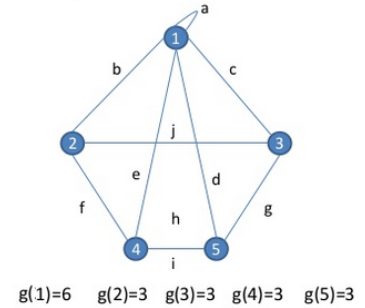 a
1
b
c
2
j
3
e
d
f
h
g
4
5
i
g(1)=6 g(2)=3 g(3)=3 g(4)=3 g(5)=3